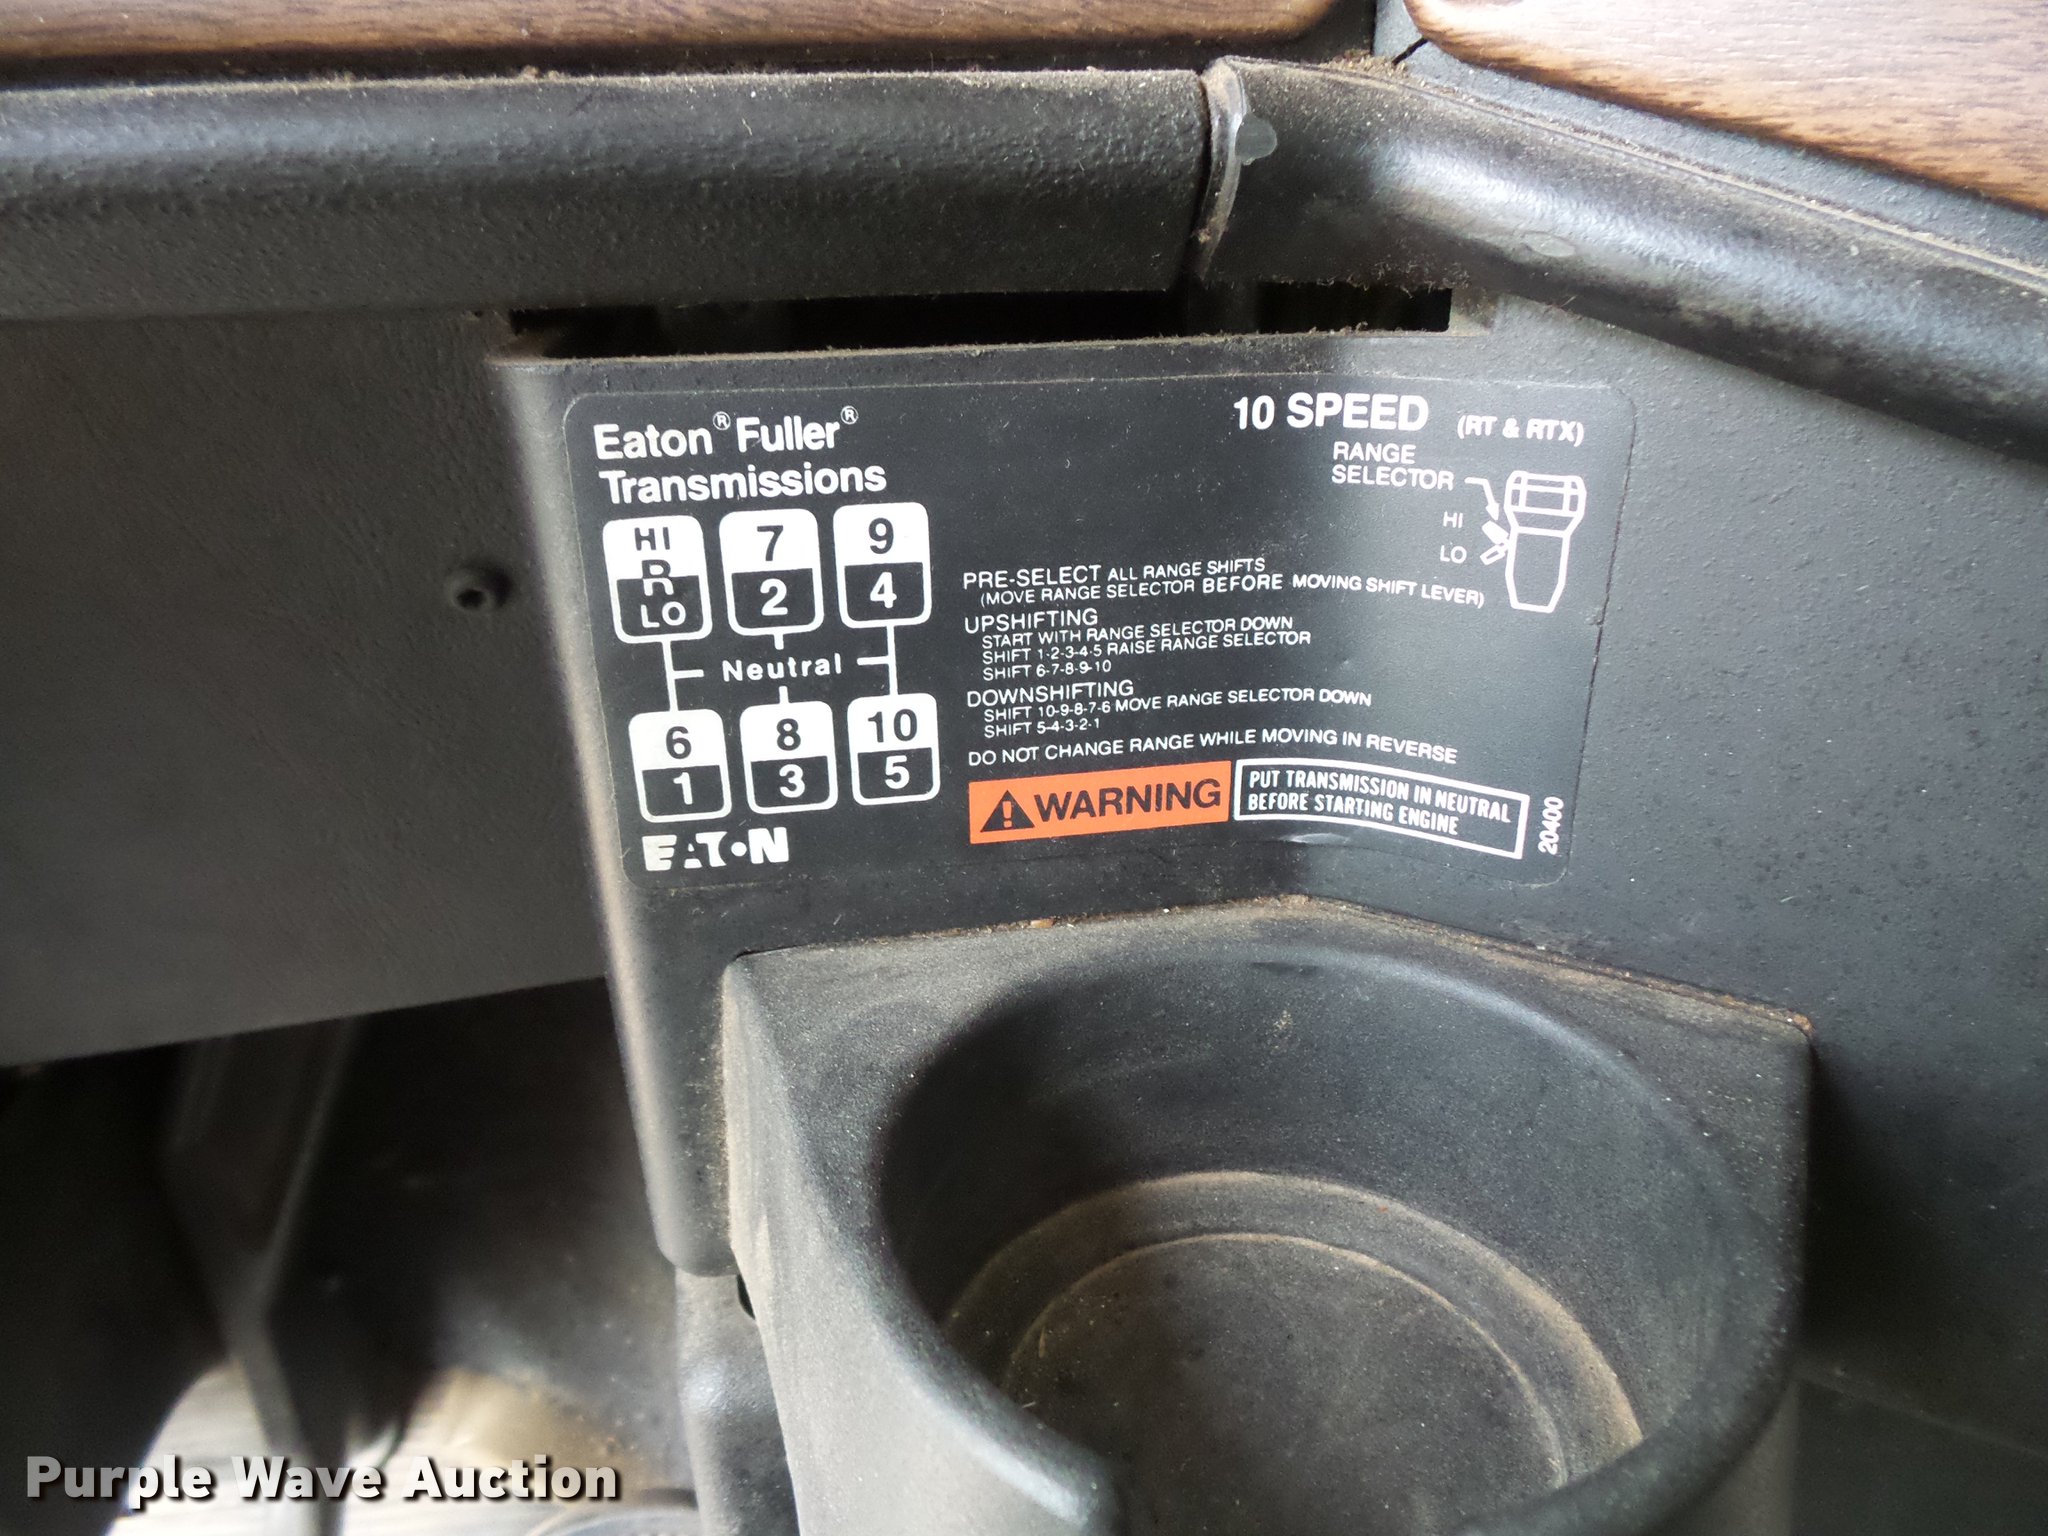 Eaton® Fuller®
Transmissions
10 SPEED (RT & RTX)
RANGE
SELECTOR
HI
LO
HI
R
LO
7
2
9
4
Neutral
6
1
8
3
10
5
EATON
PRE-SELECT ALL RANGE SHIFTS
(MOVE RANGE SELECTOR BEFORE MOVING SHIFT LEVER)
UPSHIFTING
START WITH RANGE SELECTOR DOWN
SHIFT 1-2-3-4-5 RAISE RANGE SELECTOR
SHIFT 6-7-8-9-10
DOWNSHIFTING
SHIFT 10-9-8-7-6 MOVE RANGE SELECTOR DOWN
SHIFT 5-4-3-2-1
DO NOT CHANGE RANGE WHILE MOVING IN REVERSE
WARNING
PUT TRANSMISSION IN NEUTRAL
BEFORE STARTING ENGINE
20400
Purple Wave Auction